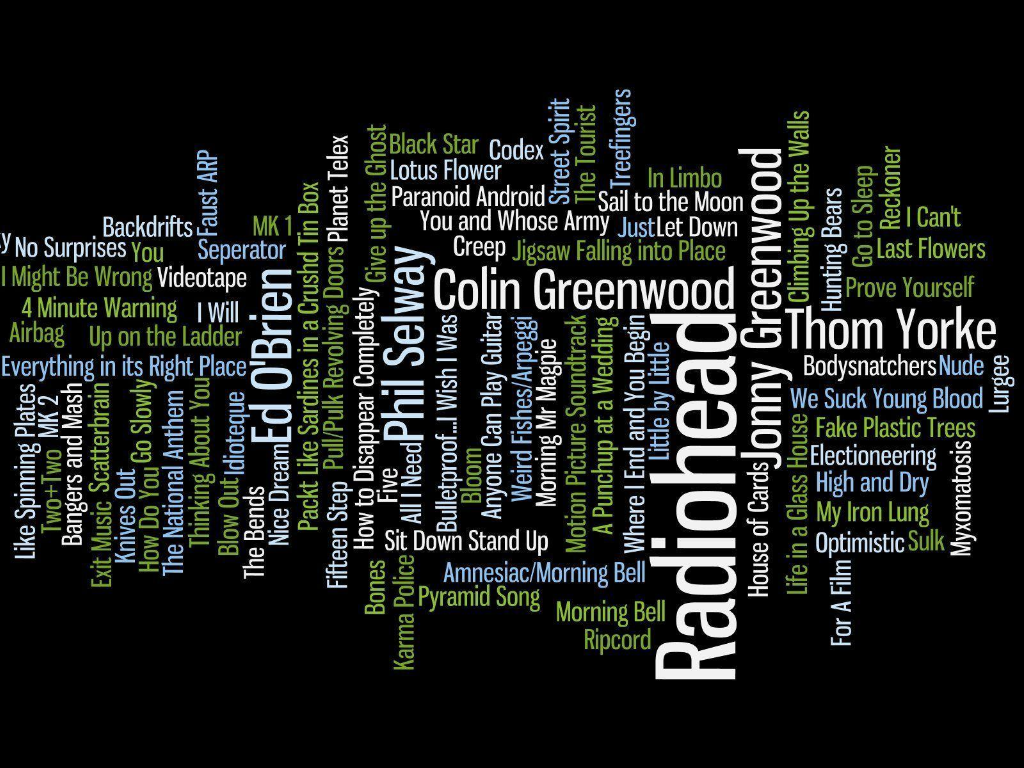 y
No Surprises
Backdrifts
You
Faust ARP
MK 1
Seperator
I Might Be Wrong
Videotape
4 Minute Warning
I Will
Airbag
Up on the Ladder
Everything in its Right Place
Ed O'Brien
Like Spinning Plates
Two+Two
MK 2
Bangers and Mash
Scatterbrain
Exit Music
Knives Out
Go Slowly
How Do You
The National Anthem
Thinking About You
Blow Out
Idioteque
The Bends
Nice Dream
Packt Like Sardines in a Crushd Tin Box
Planet Telex
Pull/Pulk Revolving Doors
Fifteen Step
How to Disappear Completely
Give up the Ghost
Five
Phil Selway
All I Need
Black Star
Codex
Lotus Flower
Paranoid Android
Street Spirit
The Tourist
Treefingers
In Limbo
Sail to the Moon
You and Whose Army
Just
Let Down
Creep
Jigsaw Falling into Place
Colin Greenwood
Bulletproof...I Wish I Was
Bloom
Anyone Can Play Guitar
Weird Fishes/Arpeggi
Morning Mr Magpie
Motion Picture Soundtrack
A Punchup at a Wedding
Where I End and You Begin
Little by Little
Sit Down Stand Up
Amnesiac/Morning Bell
Bones
Karma Police
Pyramid Song
Morning Bell
Ripcord
Radiohead
Jonny Greenwood
House of Cards
Climbing Up the Walls
Hunting Bears
Go to Sleep
Reckoner
I Can't
Last Flowers
Prove Yourself
Thom Yorke
Bodysnatchers
Nude
Lurgee
We Suck Young Blood
Life in a Glass House
Fake Plastic Trees
Electioneering
High and Dry
My Iron Lung
Optimistic
Sulk
Myxomatosis
For A Film